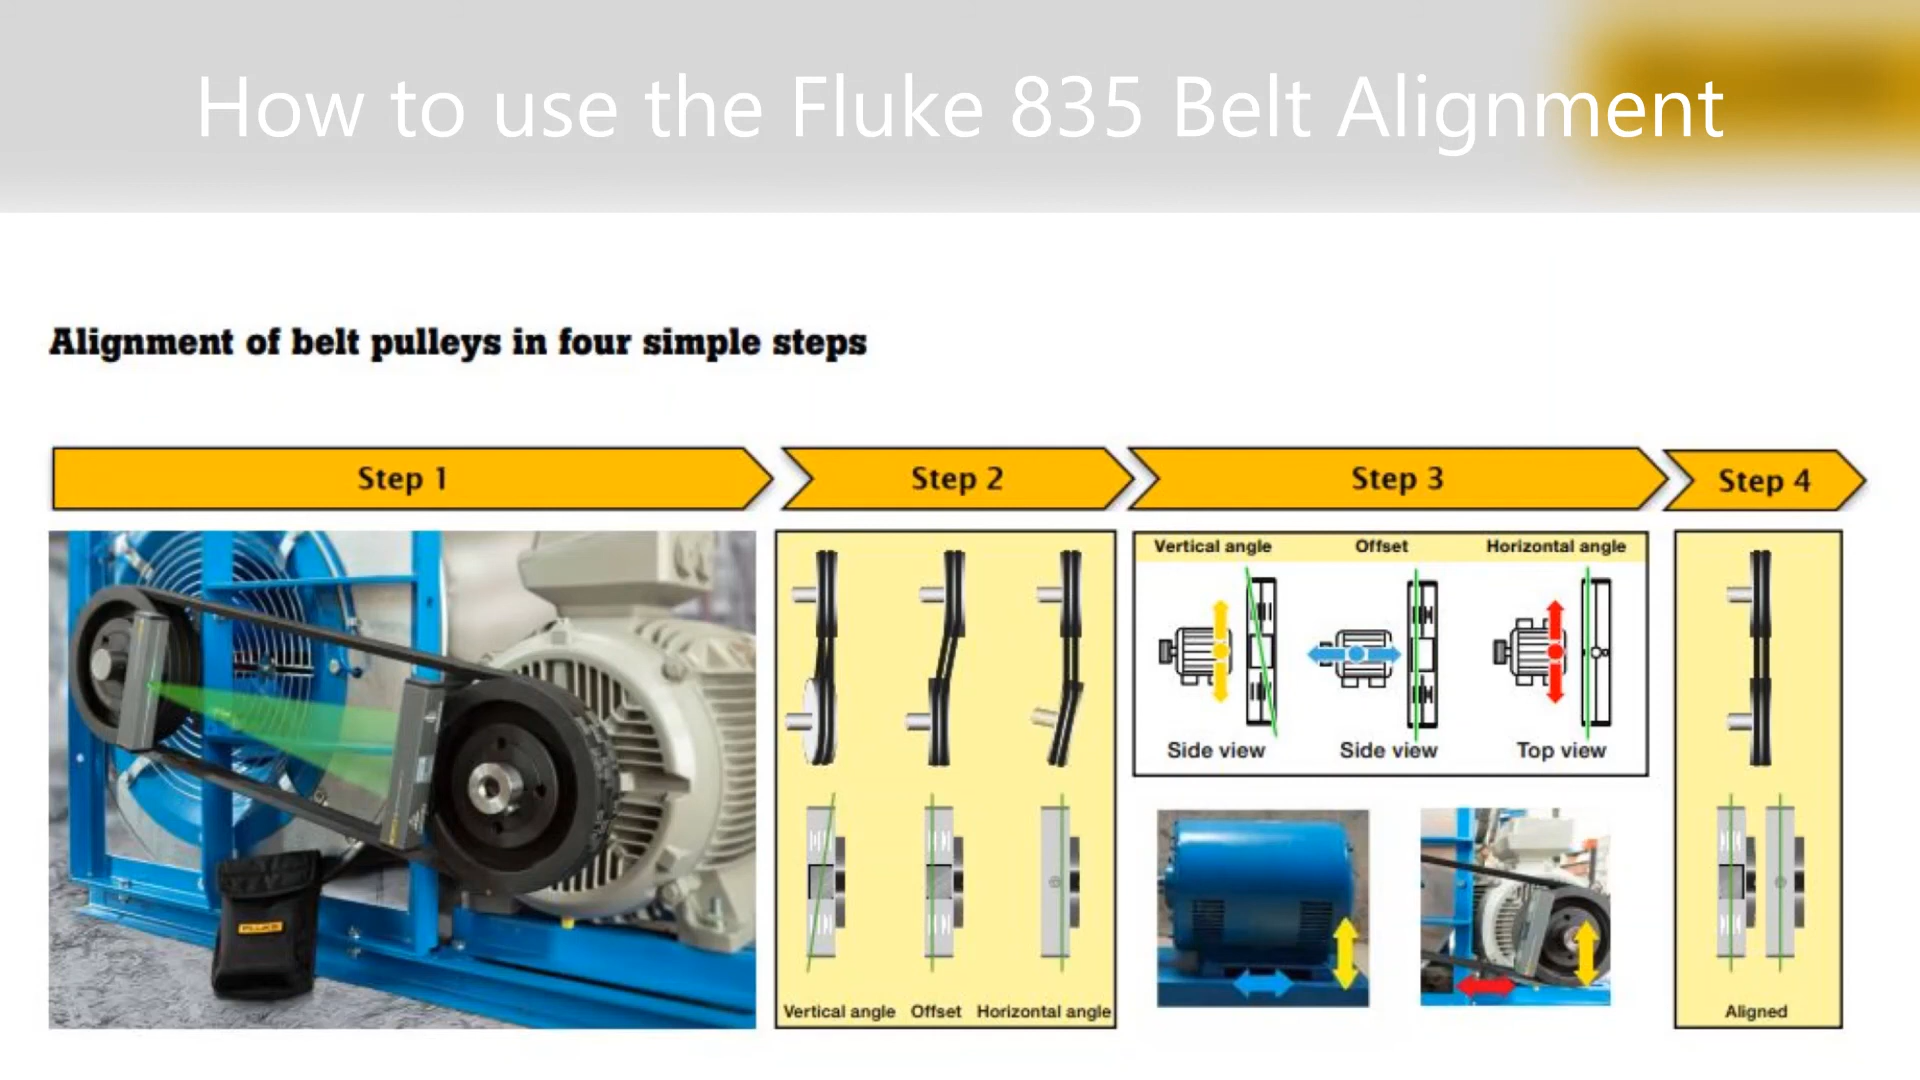 How to use the Fluke 835 Belt Alignment
Alignment of belt pulleys in four simple steps
Step 1
Step 2
Step 3
Step 4
Vertical angle
Offset
Horizontal angle
Side view
Side view
Top view
FLUKE
Vertical angle
Offset
Horizontal angle
Aligned